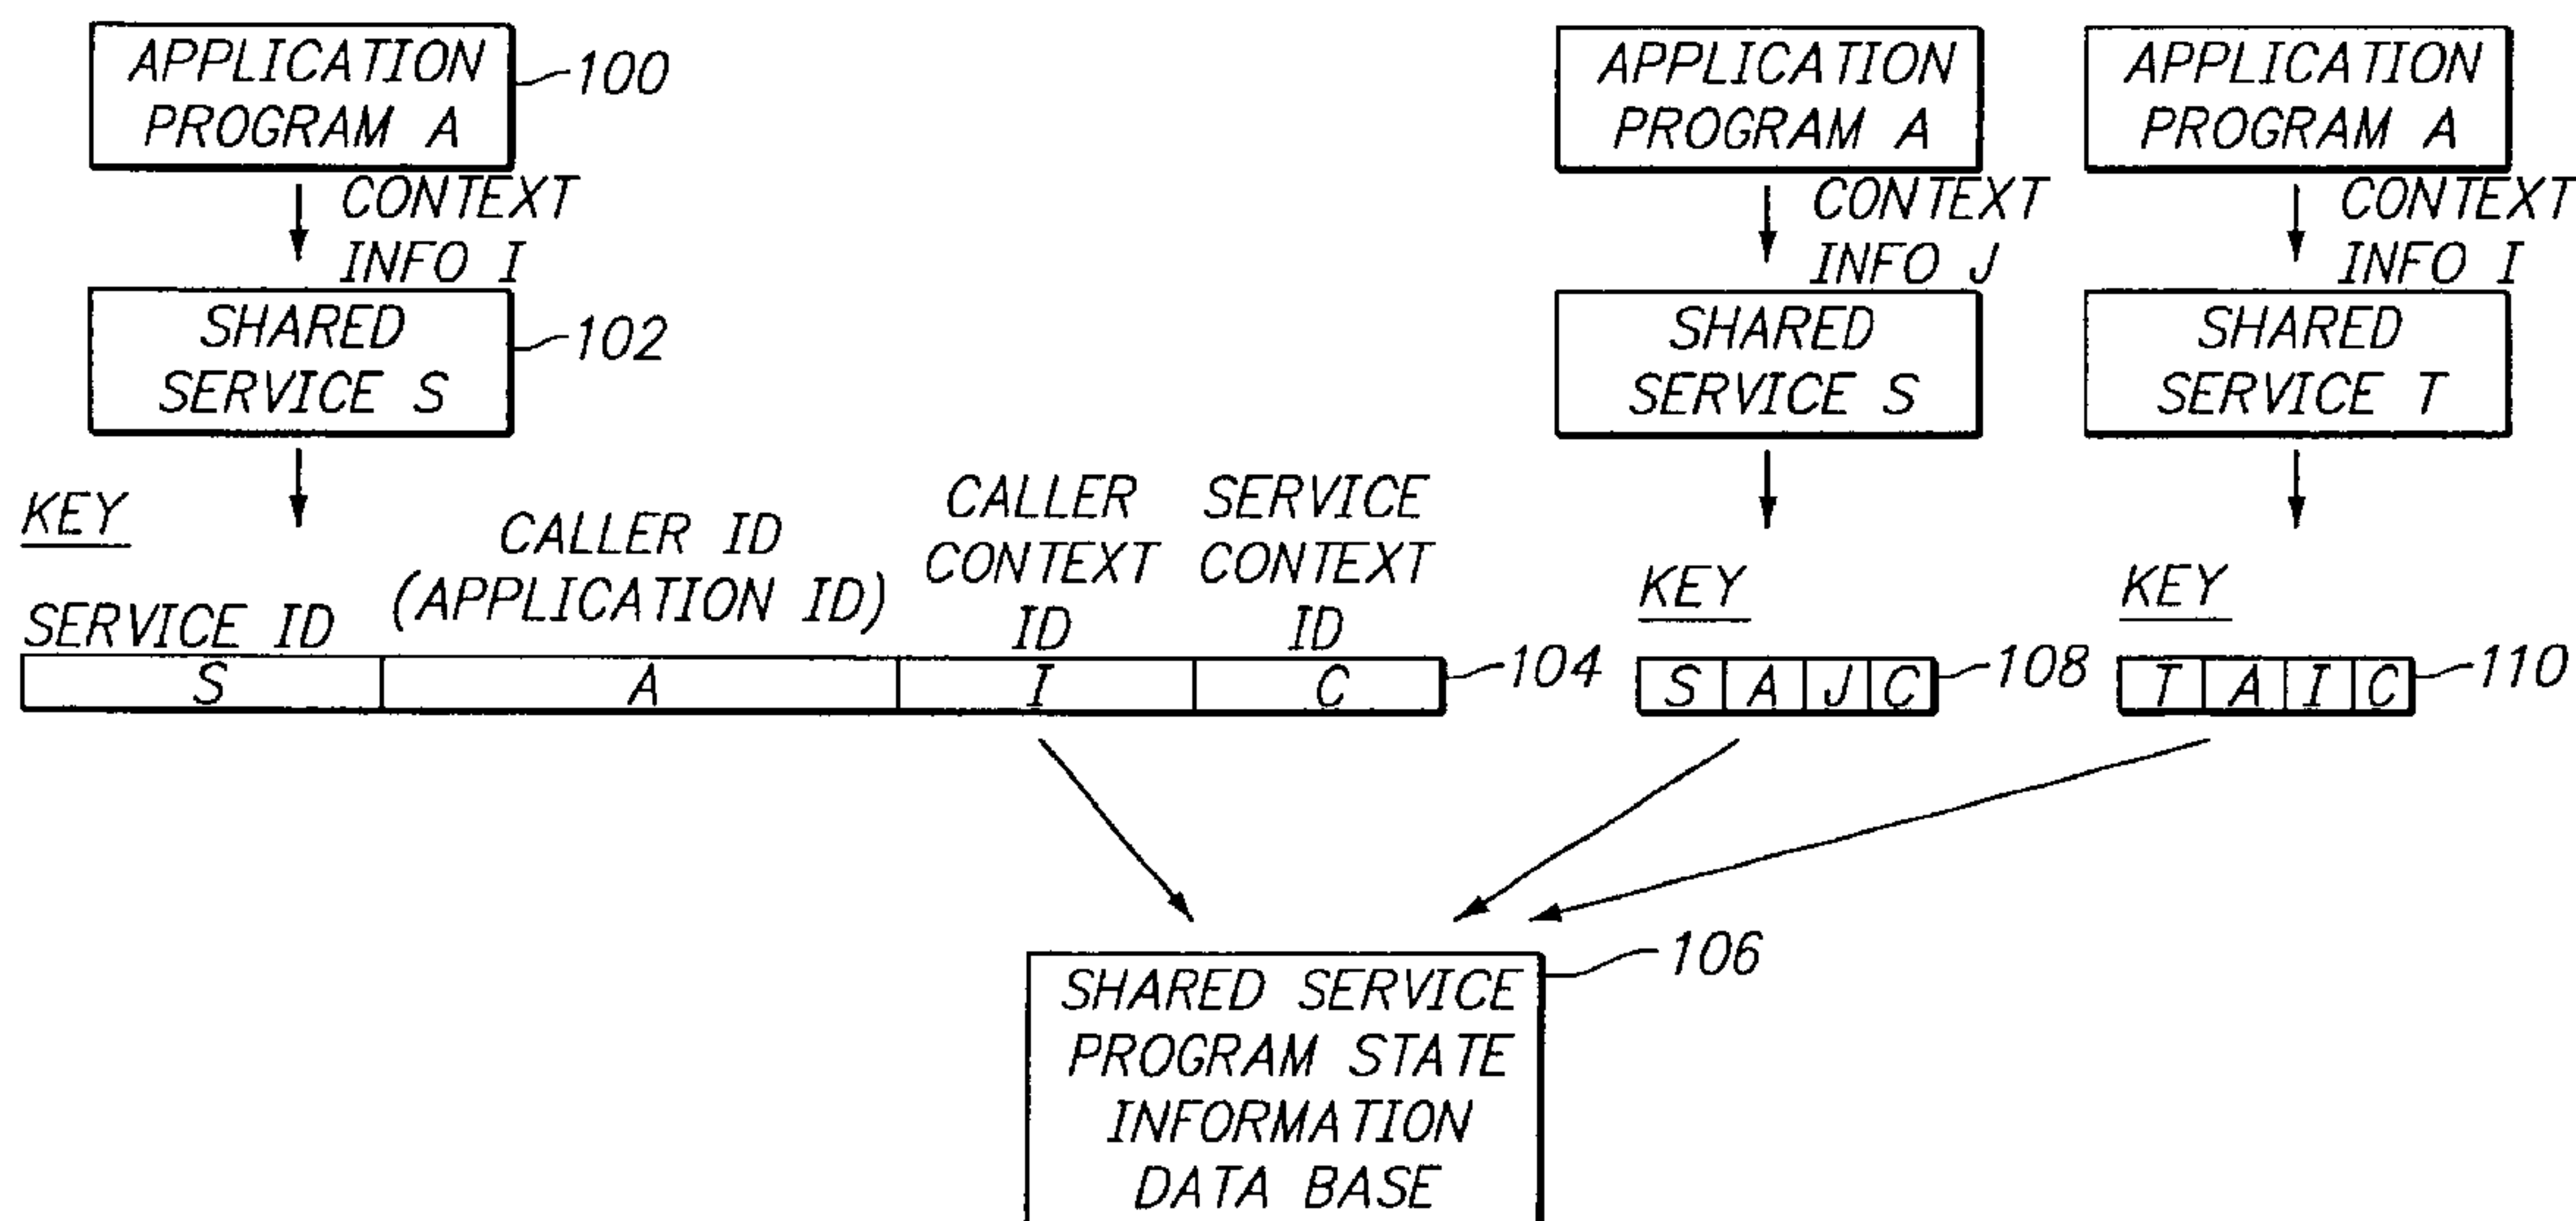 APPLICATION
PROGRAM A
100
CONTEXT
INFO I
SHARED
SERVICE S
102
APPLICATION
PROGRAM A
CONTEXT
INFO J
SHARED
SERVICE S
APPLICATION
PROGRAM A
CONTEXT
INFO I
SHARED
SERVICE T
KEY
SERVICE ID
CALLER ID
(APPLICATION ID)
CALLER
CONTEXT
ID
SERVICE
CONTEXT
ID
S A I C
104
KEY
S A J C
108
KEY
T A I C
110
SHARED SERVICE
PROGRAM STATE
INFORMATION
DATA BASE
106